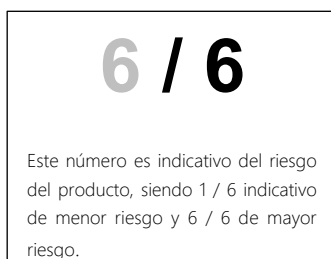 6 / 6
Este número es indicativo del riesgo
del producto, siendo 1 / 6 indicativo
de menor riesgo y 6 / 6 de mayor
riesgo.